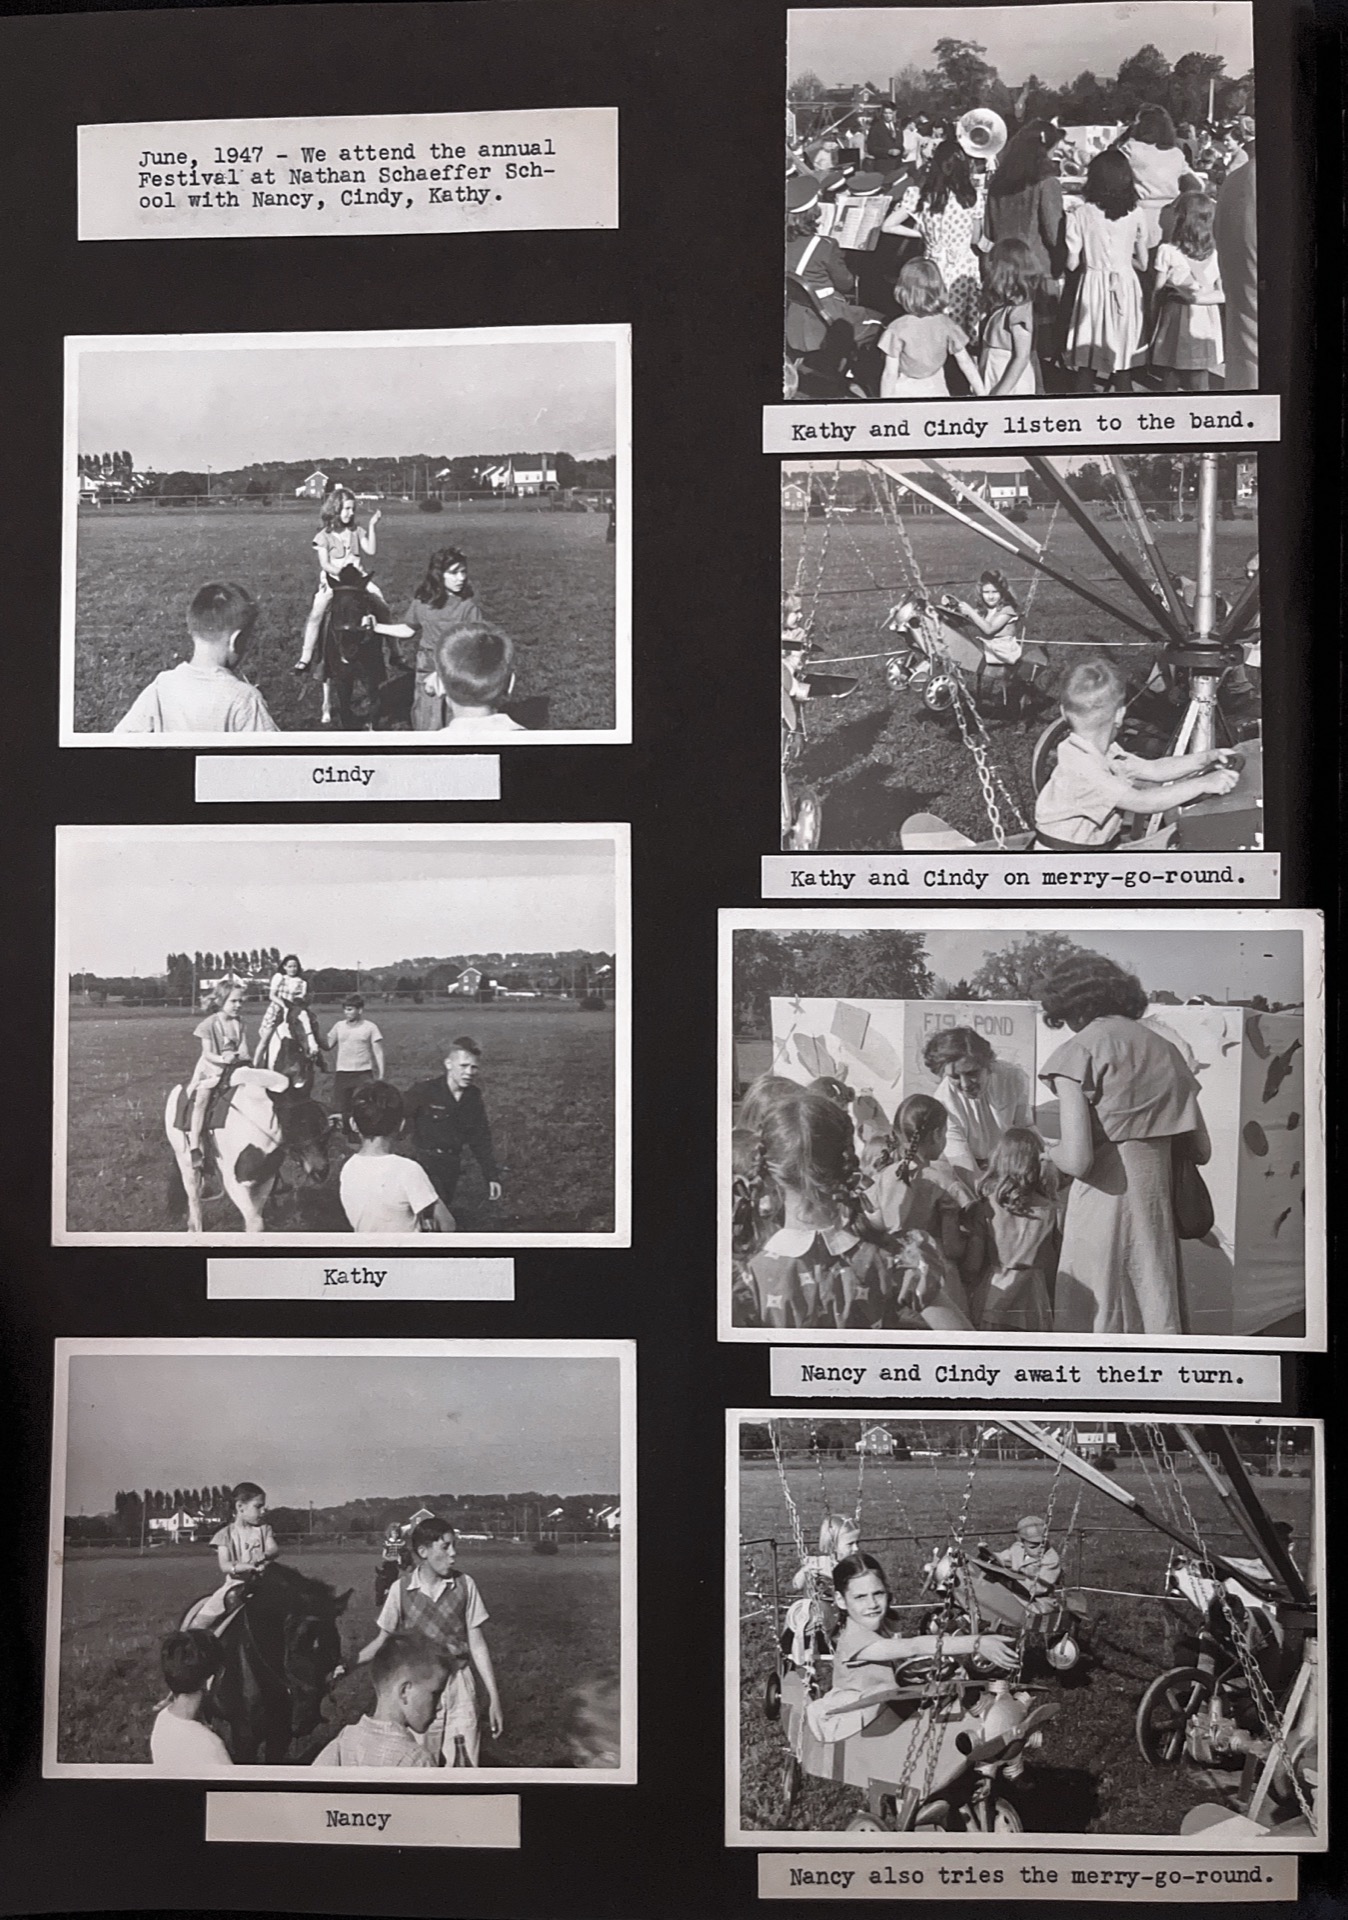 June, 1947 - We attend the annual
Festival at Nathan Schaeffer Sch-
ool with Nancy, Cindy, Kathy.
Cindy
Kathy
Nancy
Kathy and Cindy listen to the band.
Kathy and Cindy on merry-go-round.
FISH POND
Nancy and Cindy await their turn.
Nancy also tries the merry-go-round.